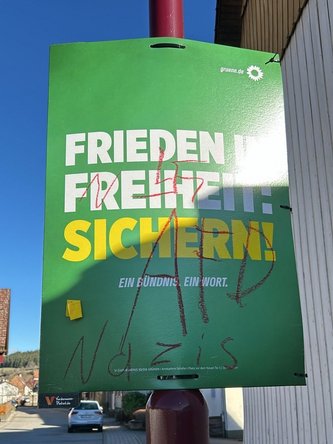 gruene.de
FRIEDEN I
FREIHEIT:
SICHERN!
EIN BÜNDNIS. EIN WORT.
AFD
Nazis